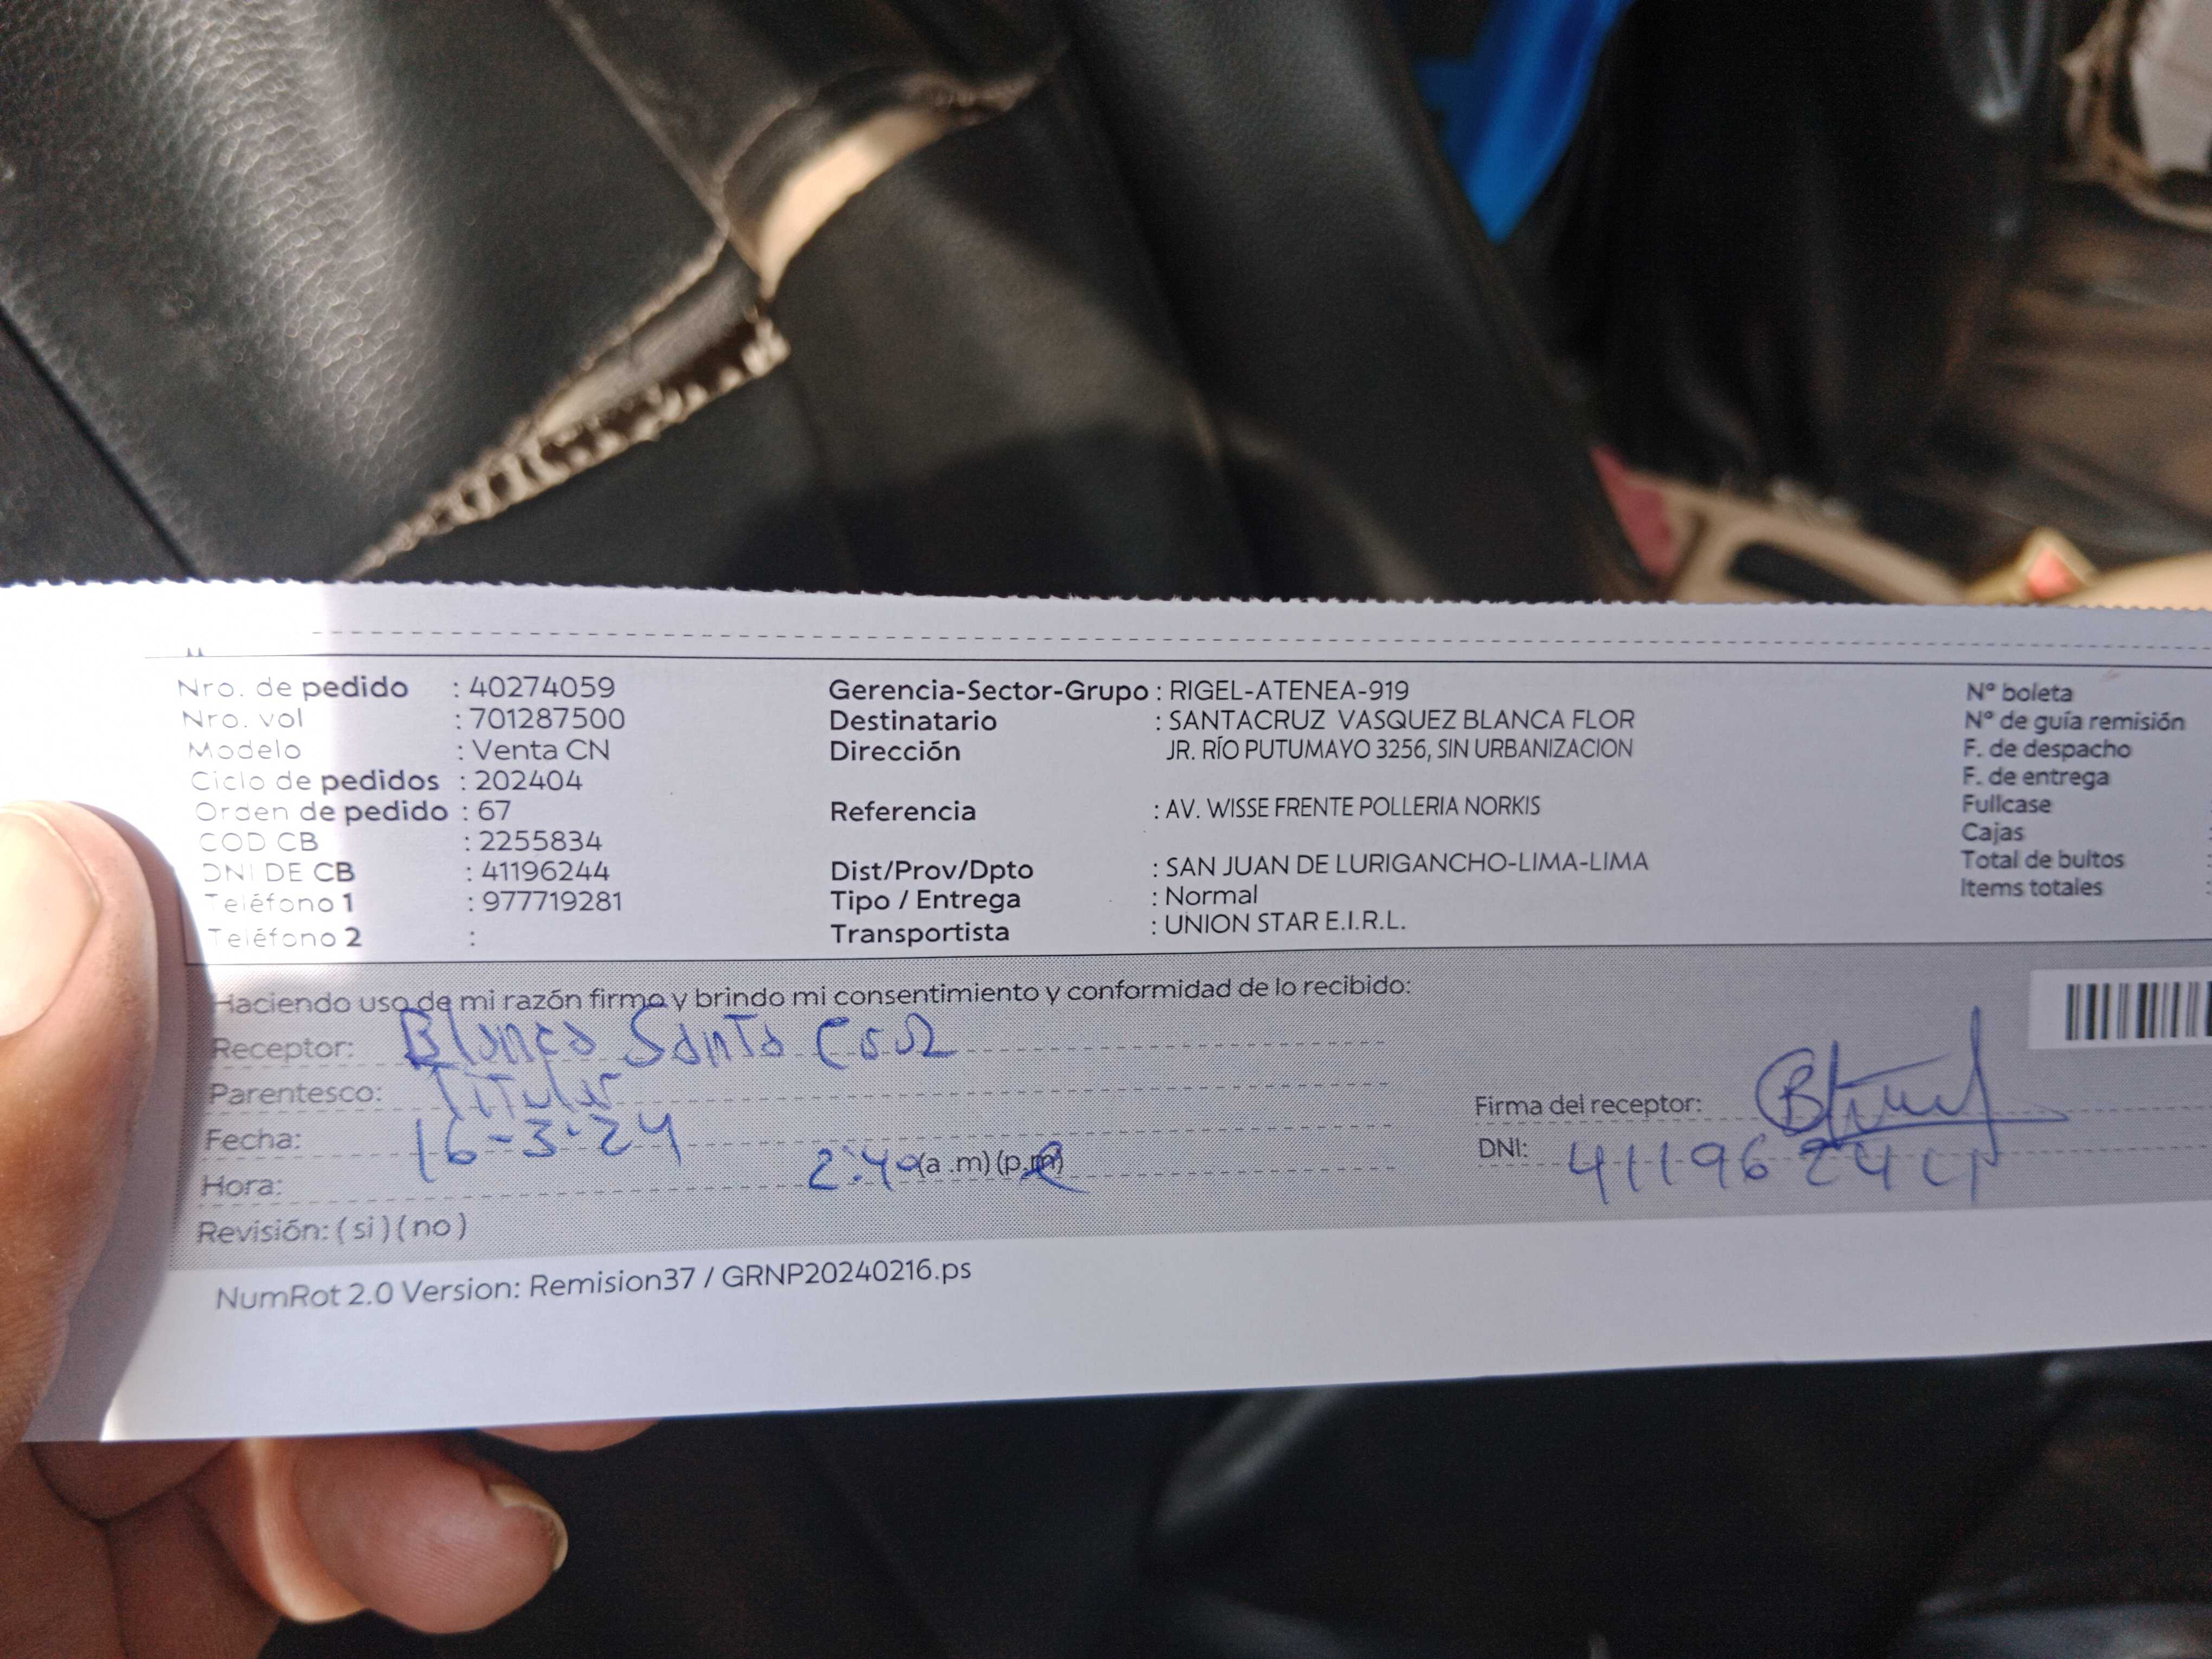 Nro. de pedido : 40274059
Nro. vol : 701287500
Modelo : Venta CN
Ciclo de pedidos : 202404
Orden de pedido : 67
COD CB : 2255834
DNI DE CB : 41196244
Teléfono 1 : 977719281
Teléfono 2 :
Gerencia-Sector-Grupo : RIGEL-ATENEA-919
Destinatario : SANTACRUZ VASQUEZ BLANCA FLOR
Dirección JR. RÍO PUTUMAYO 3256, SIN URBANIZACION
Referencia : AV. WISSE FRENTE POLLERIA NORKIS
Dist/Prov/Dpto : SAN JUAN DE LURIGANCHO-LIMA-LIMA
Tipo / Entrega : Normal
Transportista : UNION STAR E.I.R.L.
N° boleta
N° de guía remisión
F. de despacho
F. de entrega
Fullcase
Cajas :
Total de bultos :
Items totales :
Haciendo uso de mi razón firmo y brindo mi consentimiento y conformidad de lo recibido:
Receptor: Blanca Santa Cruz
Parentesco: Titular
Fecha: 16-3-24
Hora: 2:40 (a .m) (p.m)
Revisión: ( si ) ( no )
Firma del receptor:
DNI: 41196244
NumRot 2.0 Version: Remision37 / GRNP20240216.ps